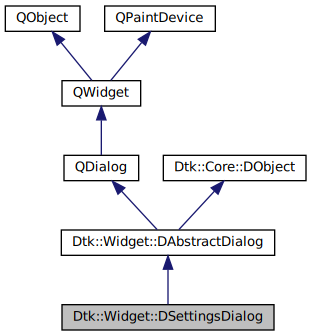 QObject
QPaintDevice
QWidget
QDialog
Dtk::Core::DObject
Dtk::Widget::DAbstractDialog
Dtk::Widget::DSettingsDialog